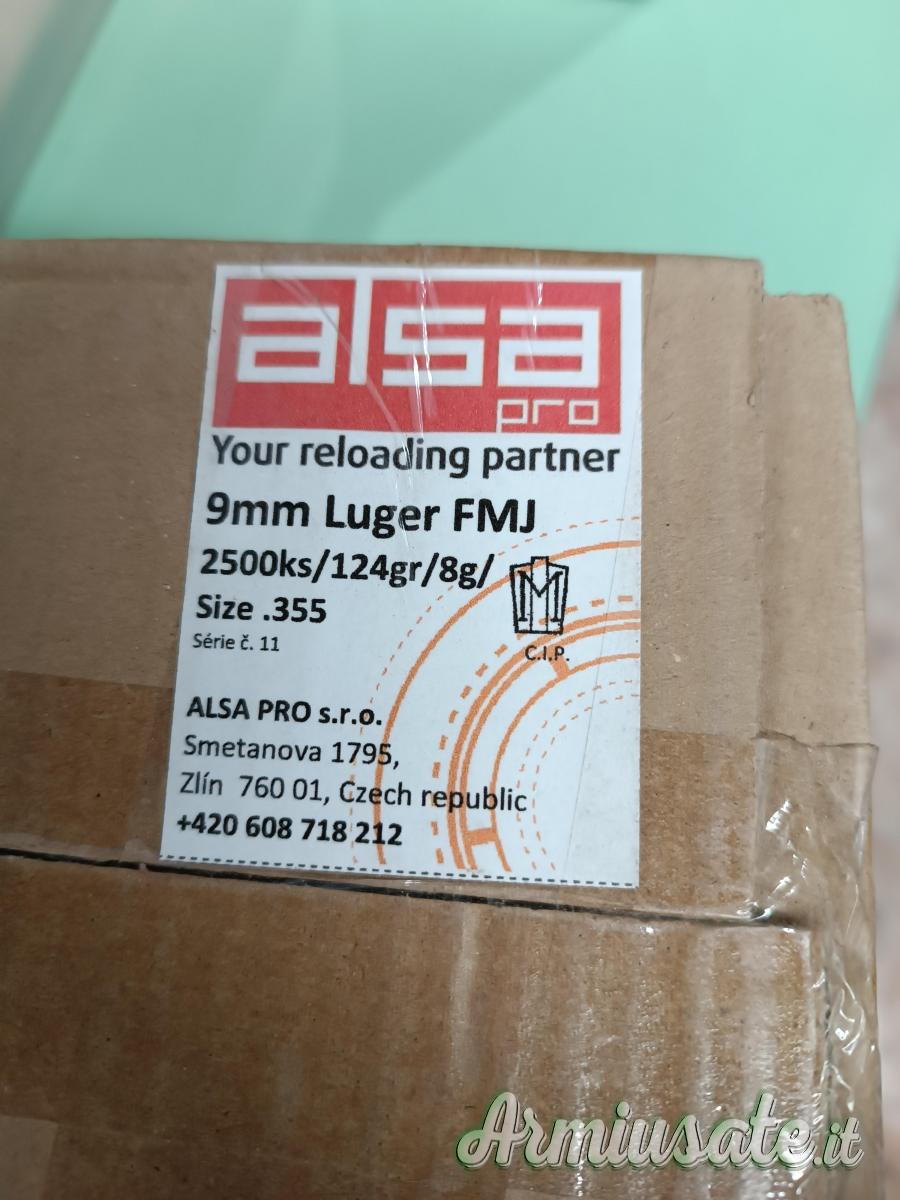 alsa
pro
Your reloading partner
9mm Luger FMJ
2500ks/124gr/8g/
Size .355
Série č. 11
C.I.P.
ALSA PRO s.r.o.
Smetanova 1795,
Zlín 760 01, Czech republic
+420 608 718 212
Armiusate.it